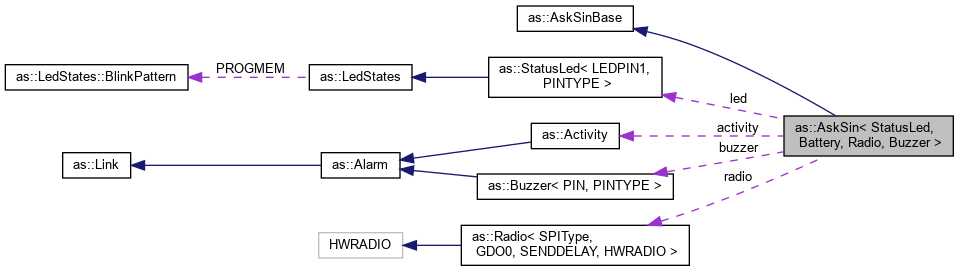 as::AskSinBase
as::LedStates::BlinkPattern
PROGMEM
as::LedStates
as::StatusLed< LEDPIN1,
PINTYPE >
led
as::AskSin< StatusLed,
Battery, Radio, Buzzer >
activity
as::Activity
buzzer
as::Link
as::Alarm
as::Buzzer< PIN, PINTYPE >
radio
HWRADIO
as::Radio< SPIType,
GDO0, SENDDELAY, HWRADIO >